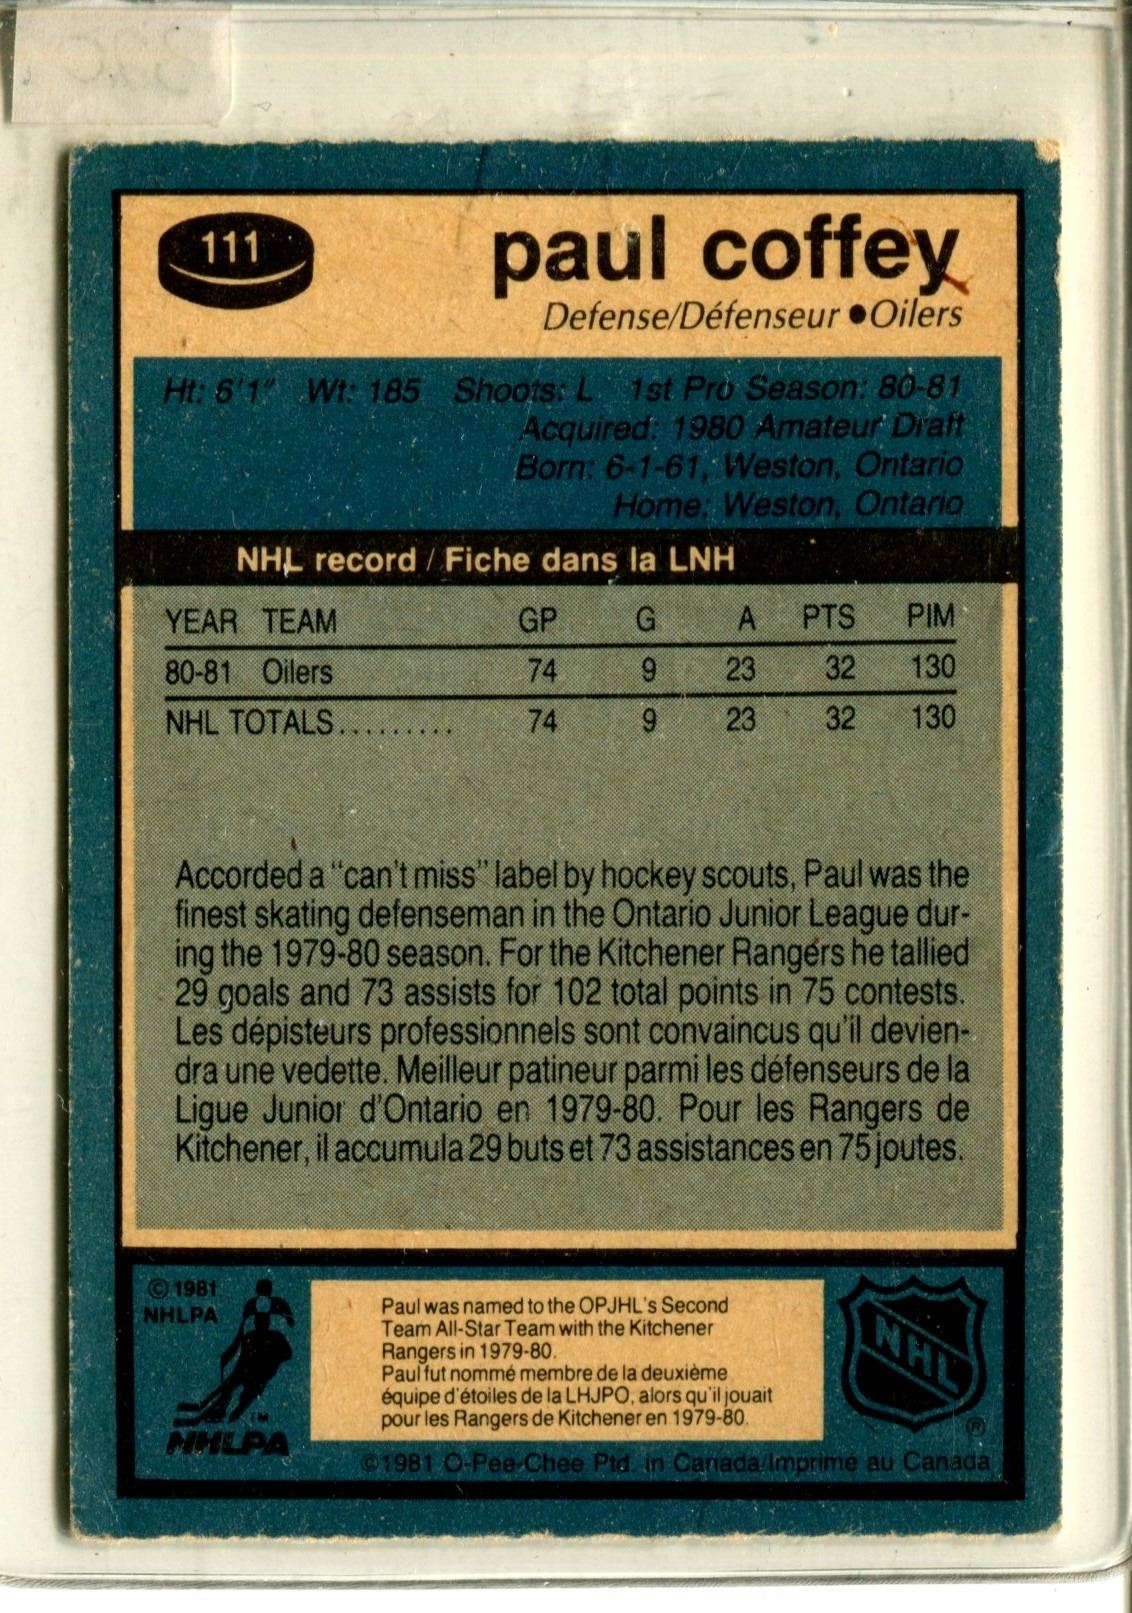 111
paul coffey
Defense/Défenseur ● Oilers
Ht: 6'1" Wt: 185 Shoots: L 1st Pro Season: 80-81
Acquired: 1980 Amateur Draft
Born: 6-1-61, Weston, Ontario
Home: Weston, Ontario
NHL record / Fiche dans la LNH
YEAR TEAM GP G A PTS PIM
80-81 Oilers 74 9 23 32 130
NHL TOTALS......... 74 9 23 32 130
Accorded a "can't miss" label by hockey scouts, Paul was the
finest skating defenseman in the Ontario Junior League dur-
ing the 1979-80 season. For the Kitchener Rangers he tallied
29 goals and 73 assists for 102 total points in 75 contests.
Les dépisteurs professionnels sont convaincus qu'il devien-
dra une vedette. Meilleur patineur parmi les défenseurs de la
Ligue Junior d'Ontario en 1979-80. Pour les Rangers de
Kitchener, il accumula 29 buts et 73 assistances en 75 joutes.
© 1981
NHLPA
™
NHLPA
Paul was named to the OPJHL's Second
Team All-Star Team with the Kitchener
Rangers in 1979-80.
Paul fut nommé membre de la deuxième
équipe d'étoiles de la LHJPO, alors qu'il jouait
pour les Rangers de Kitchener en 1979-80.
NHL
®
©1981 O-Pee-Chee Ptd. in Canada/Imprimé au Canada